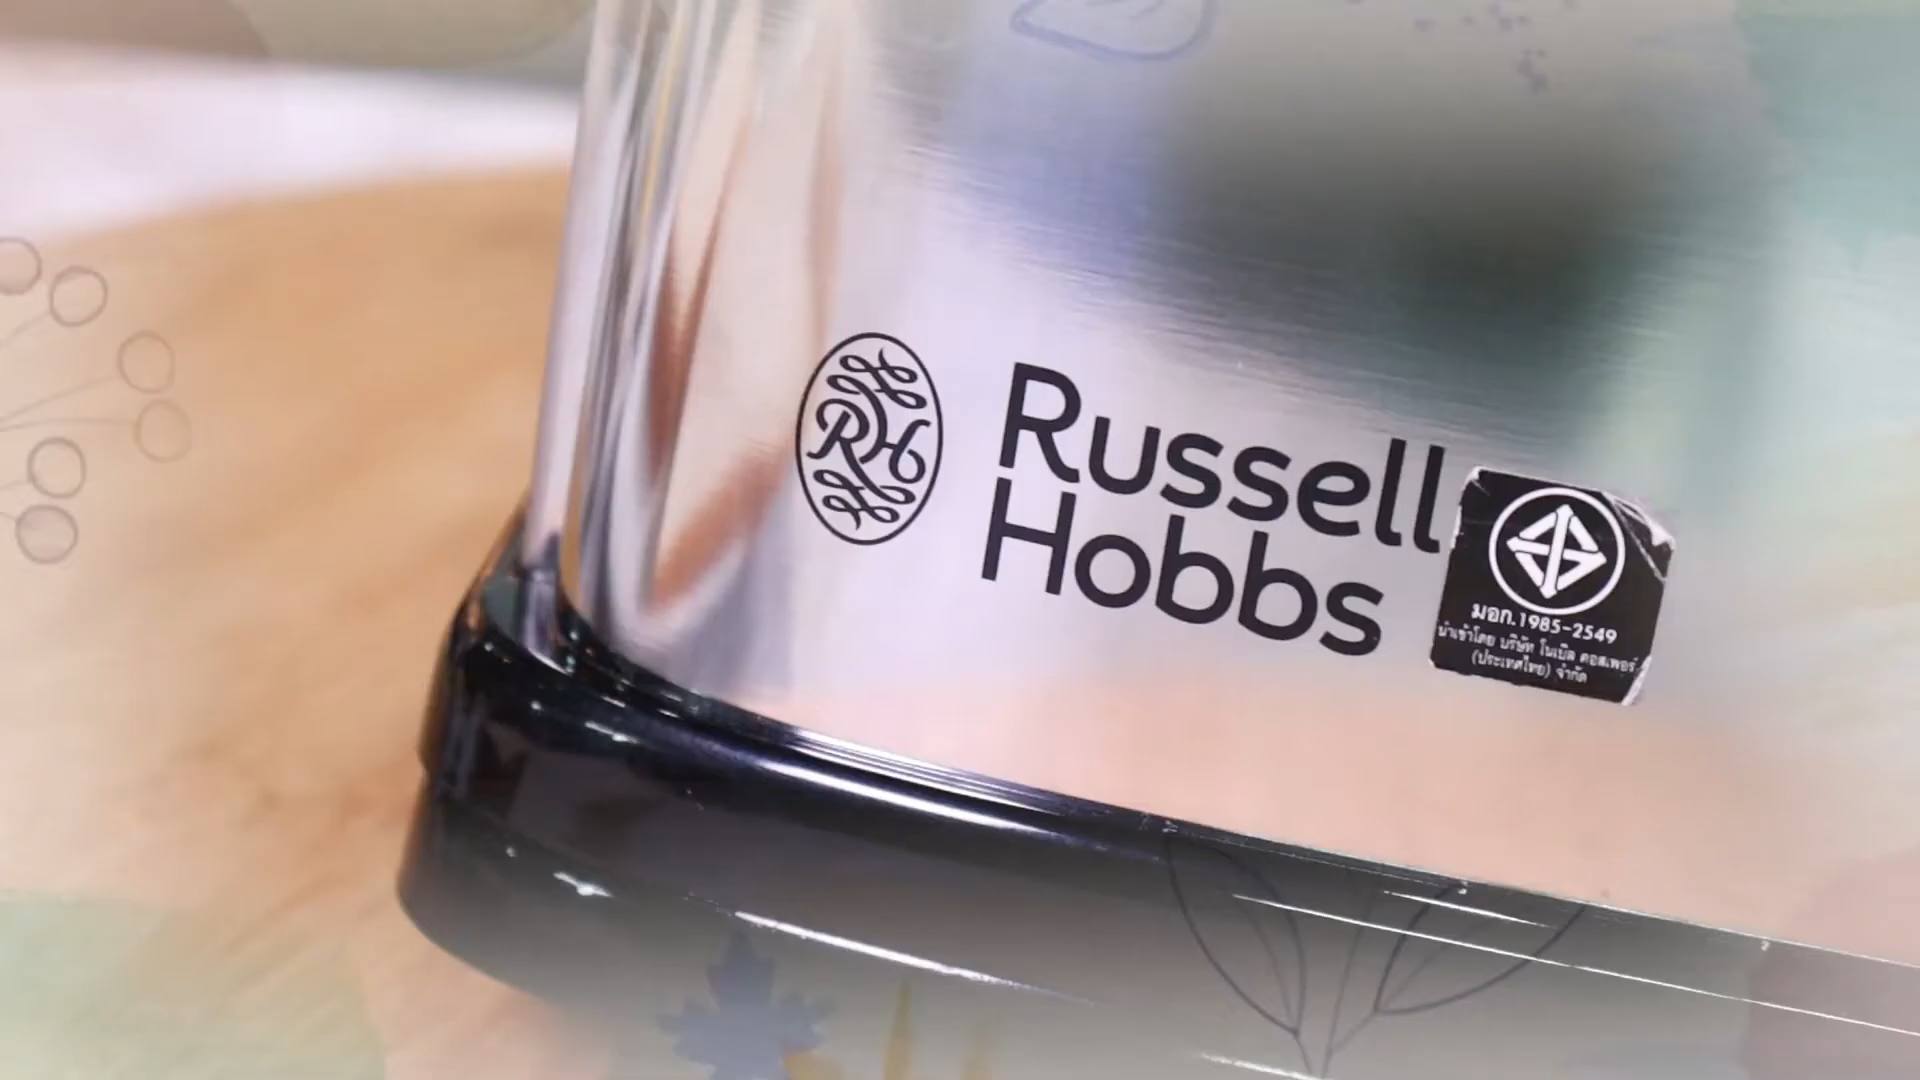 RH
Russell
Hobbs
มอก.1985-2549
นำเข้าโดย บริษัท โนเบิล คอสเพอร์
(ประเทศไทย) จำกัด